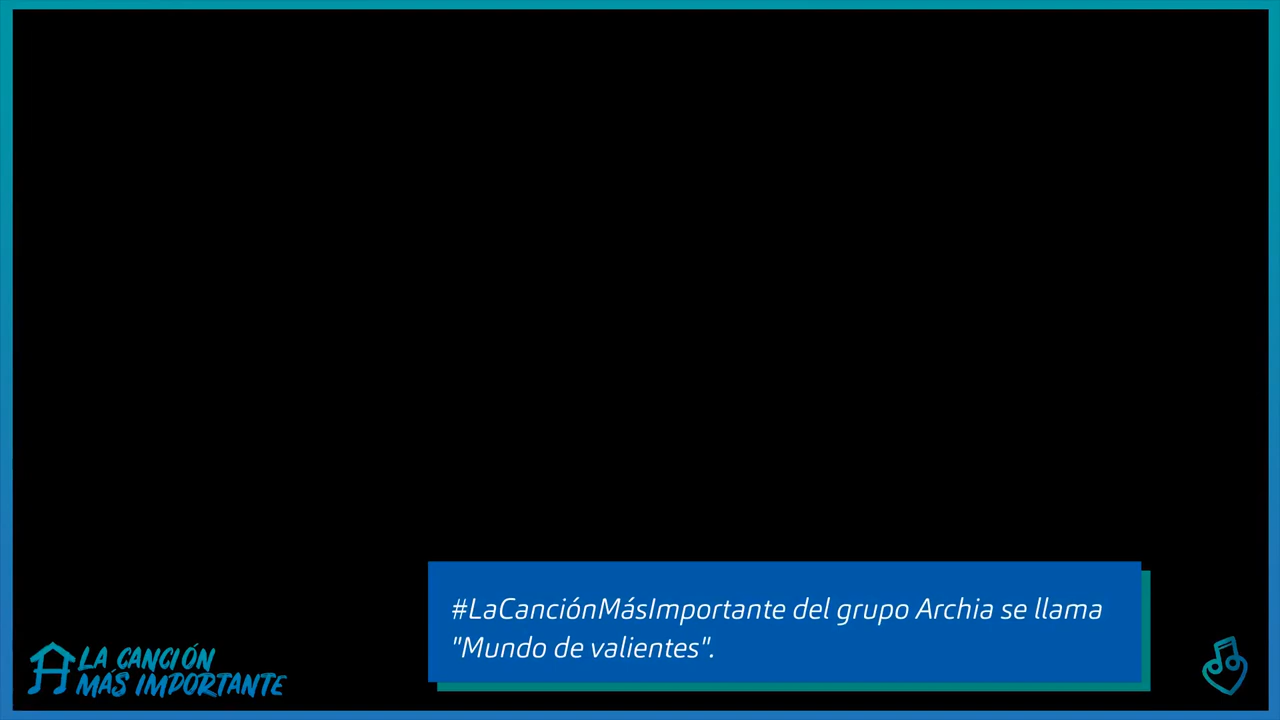 #LaCanciónMásImportante del grupo Archia se llama
"Mundo de valientes".
LA CANCIÓN
MÁS IMPORTANTE